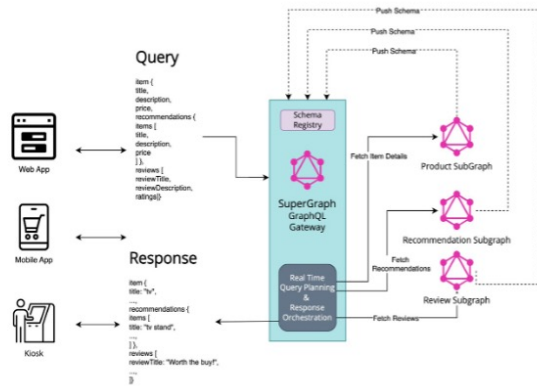 Push Schema
Push Schema
Push Schema
Query
item {
title,
description,
price,
recommendations {
items [
title,
description,
price
] },
reviews [
reviewTitle,
reviewDescription,
ratings]}
Web App
Mobile App
Kiosk
Response
item {
title: "tv",
...,
recommendations {
items [
title: "tv stand",
...,
] },
reviews [
reviewTitle: "Worth the buy!",
...,
]}
Schema
Registry
SuperGraph
GraphQL
Gateway
Real Time
Query Planning
&
Response
Orchestration
Fetch Item Details
Product SubGraph
Recommendation Subgraph
Fetch
Recommendations
Review Subgraph
Fetch Reviews